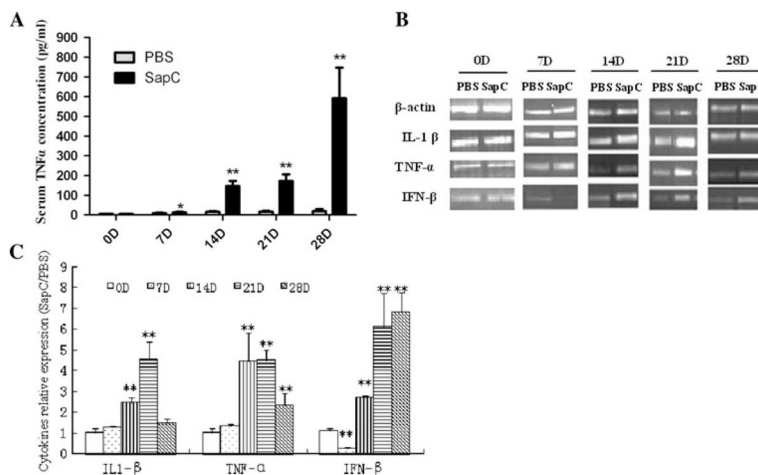 A
Serum TNFα concentration (pg/ml)
900
800
700
600
500
400
300
200
100
0
PBS
SapC
*
**
**
**
0D
7D
14D
21D
28D
B
0D 7D 14D 21D 28D
PBS SapC PBS SapC PBS SapC PBS SapC PBS SapC
β-actin
IL-1 β
TNF-α
IFN-β
C
Cytokines relative expression (SapC/PBS)
9
8
7
6
5
4
3
2
1
0
0D 7D 14D 21D 28D
** ** ** ** ** ** ** ** **
IL1-β TNF-α IFN-β